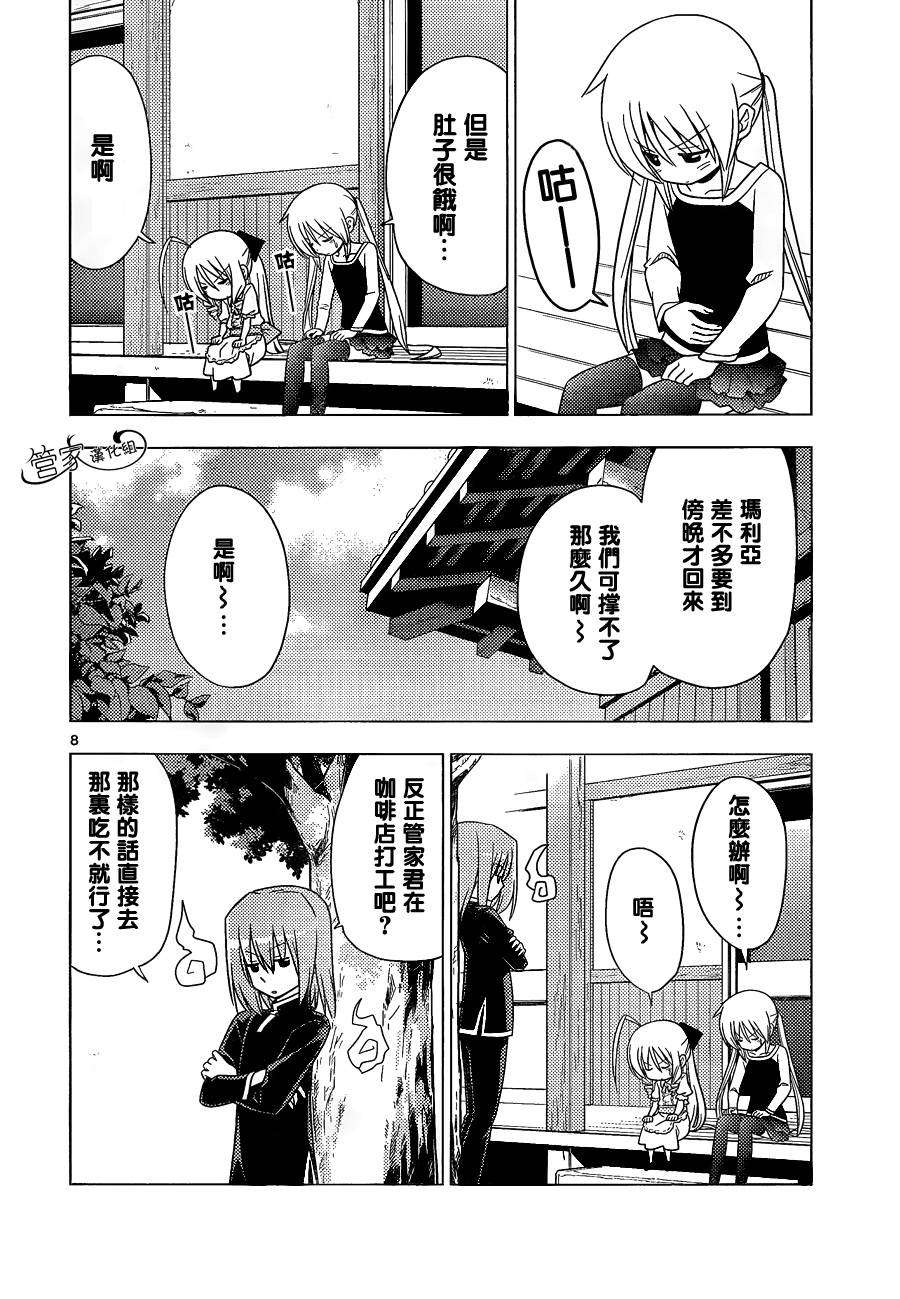 咕——
但是
肚子很餓啊…
咕—
咕—
是啊
管家漢化組
瑪利亞
差不多要到
傍晚才回來
我們可撐不了
那麼久啊～
是啊～…
8
怎麼辦啊～…
唔～
反正管家君在
咖啡店打工吧？
那樣的話直接去
那裏吃不就行了…